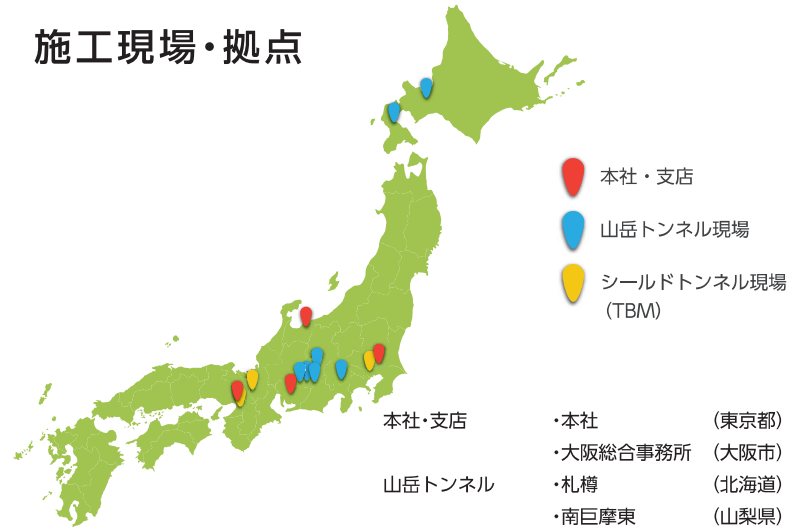 施工現場・拠点
本社・支店
山岳トンネル現場
シールドトンネル現場
（TBM）
本社・支店 ・本社 （東京都）
・大阪総合事務所 （大阪市）
山岳トンネル ・札樽 （北海道）
・南巨摩東 （山梨県）